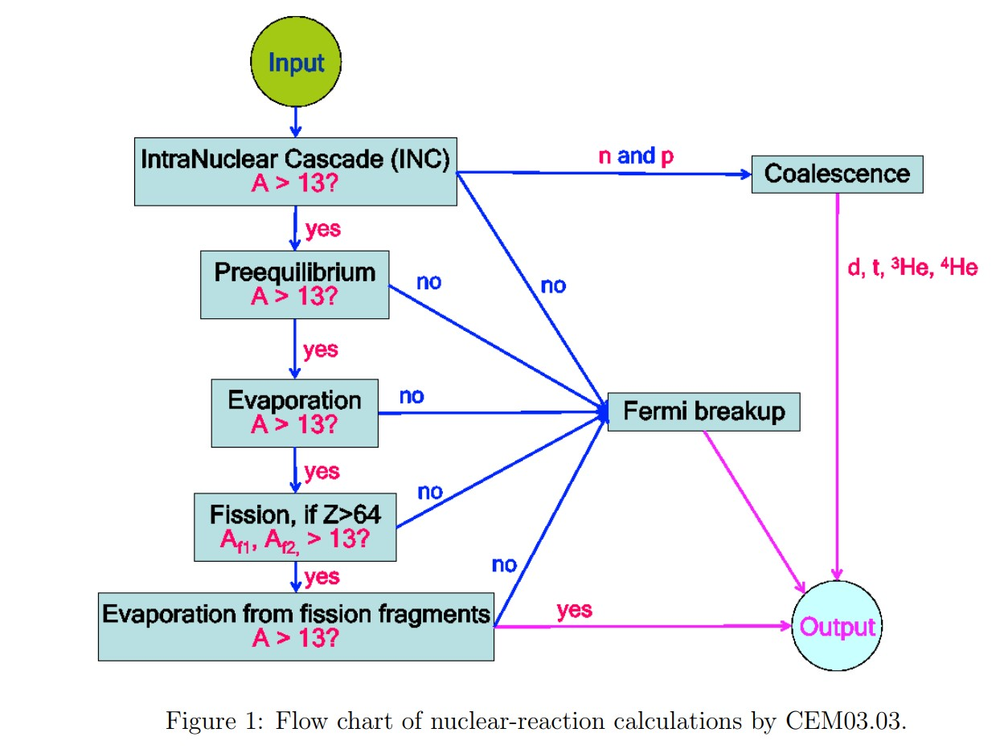 Input
IntraNuclear Cascade (INC)
A > 13?
n and p
Coalescence
yes
no
d, t, ³He, ⁴He
Preequilibrium
A > 13?
no
yes
Evaporation
A > 13?
no
Fermi breakup
yes
no
Fission, if Z>64
A_f1, A_f2, > 13?
yes
no
Evaporation from fission fragments
A > 13?
yes
Output
Figure 1: Flow chart of nuclear-reaction calculations by CEM03.03.